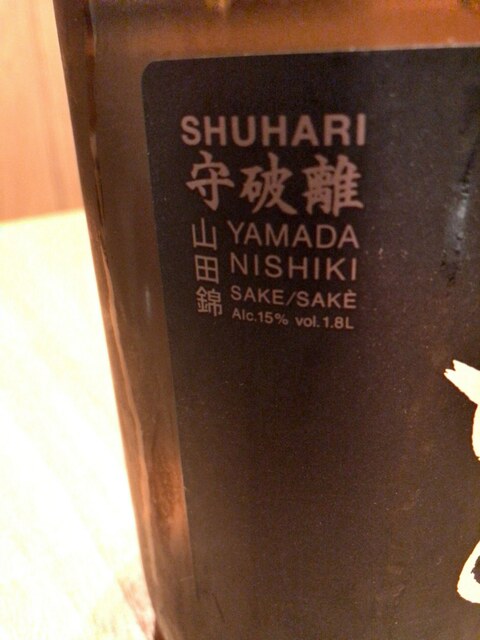 SHUHARI
守破離
山田錦
YAMADA
NISHIKI
SAKE/SAKÈ
Alc.15% vol.1.8L